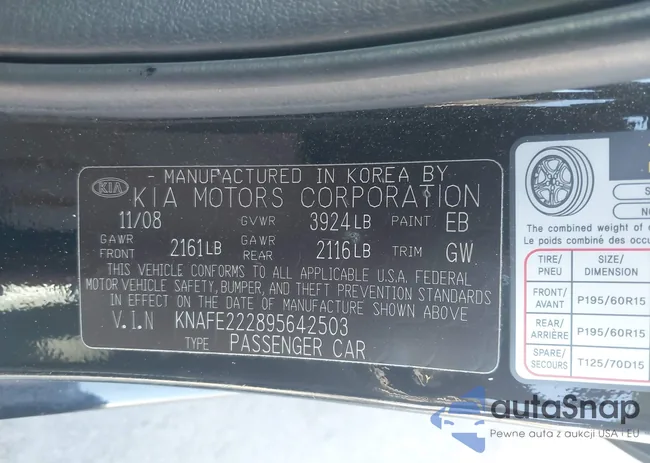 - MANUFACTURED IN KOREA BY
KIA
KIA MOTORS CORPORATION
11/08 GVWR 3924LB PAINT EB
GAWR FRONT 2161LB GAWR REAR 2116LB TRIM GW
THIS VEHICLE CONFORMS TO ALL APPLICABLE U.S.A. FEDERAL
MOTOR VEHICLE SAFETY, BUMPER, AND THEFT PREVENTION STANDARDS
IN EFFECT ON THE DATE OF MANUFACTURE SHOWN ABOVE
V.I.N KNAFE222895642503
TYPE : PASSENGER CAR
The combined weight of
Le poids combiné des occu
TIRE/ SIZE/
PNEU DIMENSION
FRONT/
AVANT P195/60R15
REAR/
ARRIÈRE P195/60R15
SPARE/
SECOURS T125/70D15
autoSnap
Pewne auta z aukcji USA i EU